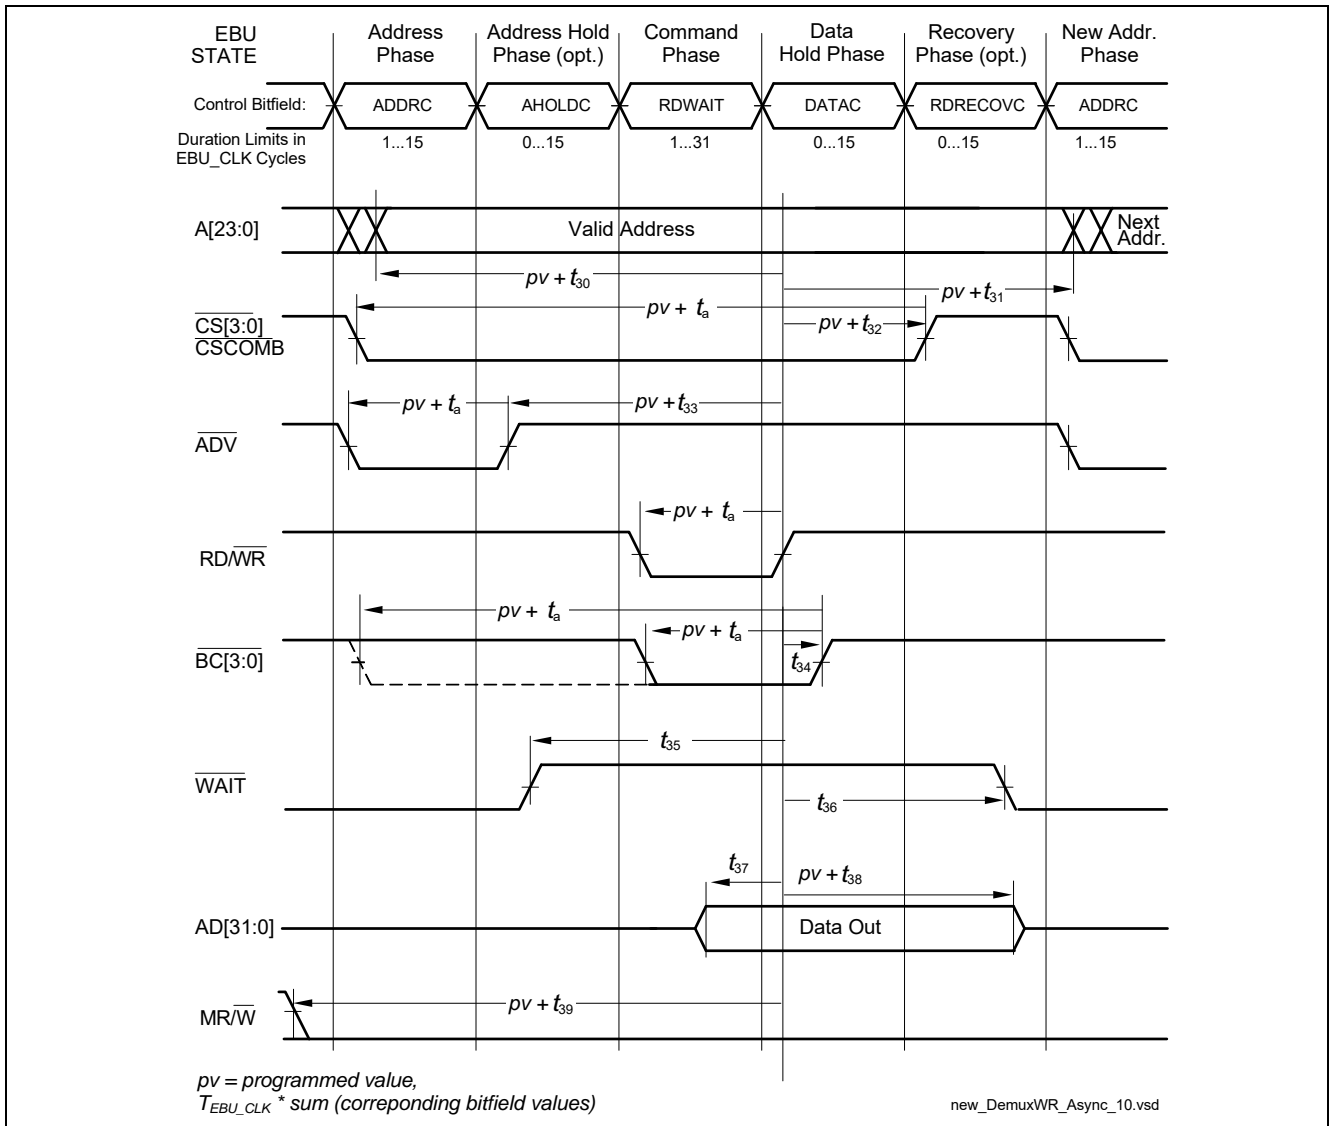 EBU STATE
Address Phase
Address Hold Phase (opt.)
Command Phase
Data Hold Phase
Recovery Phase (opt.)
New Addr. Phase
Control Bitfield: ADDRC AHOLDC RDWAIT DATAC RDRECOVC ADDRC
Duration Limits in EBU_CLK Cycles 1...15 0...15 1...31 0...15 0...15 1...15
A[23:0] Valid Address Next Addr.
pv + t30
pv + t31
pv + ta
CS[3:0]
CSCOMB
pv + t32
pv + ta
pv + t33
ADV
pv + ta
RD/WR
pv + ta
pv + ta
BC[3:0]
t34
t35
WAIT
t36
t37
pv + t38
AD[31:0] Data Out
MR/W
pv + t39
pv = programmed value,
TEBU_CLK * sum (correponding bitfield values)
new_DemuxWR_Async_10.vsd